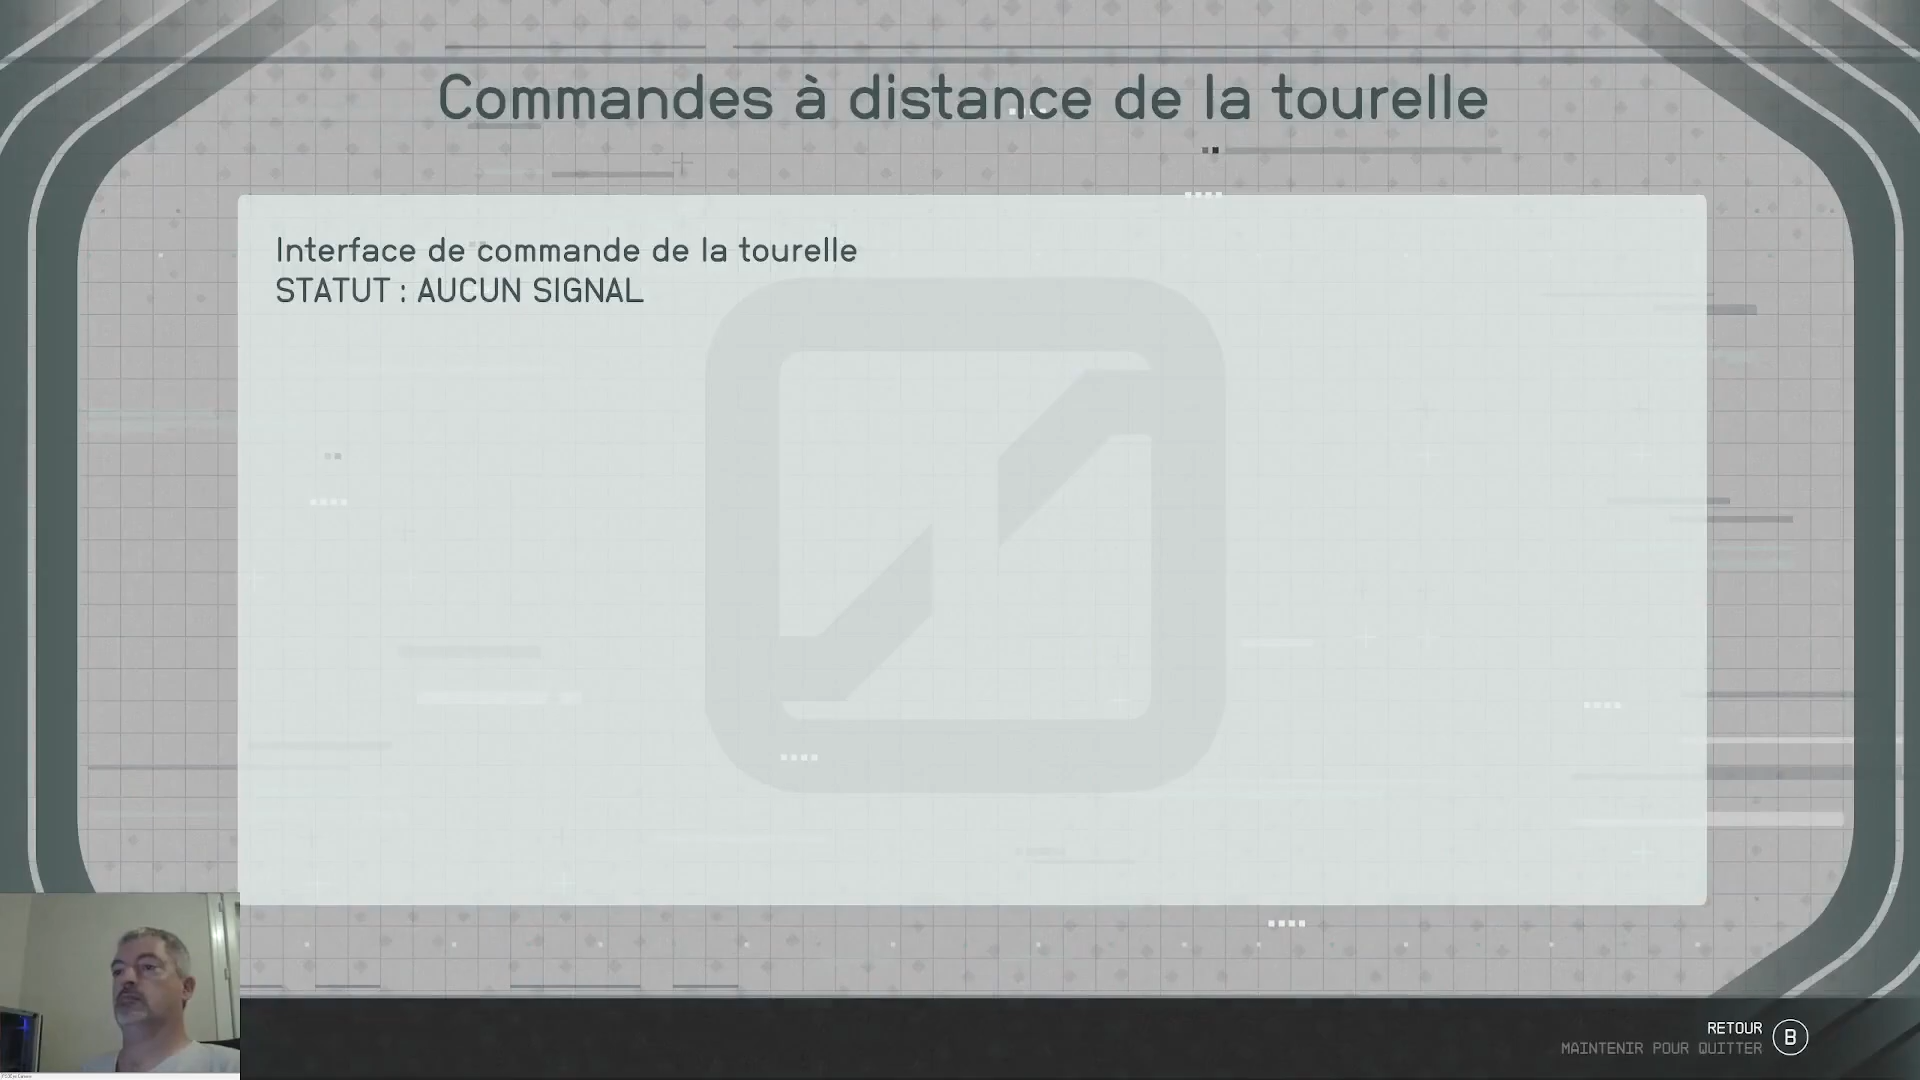 Commandes à distance de la tourelle
Interface de commande de la tourelle
STATUT : AUCUN SIGNAL
RETOUR
MAINTENIR POUR QUITTER
B